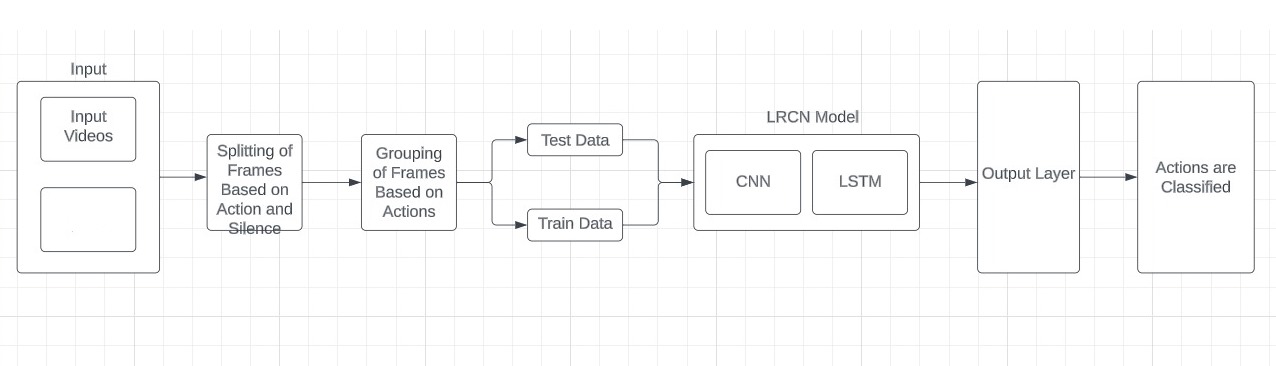 Input
Input
Videos
Splitting of
Frames
Based on
Action and
Silence
Grouping
of Frames
Based on
Actions
Test Data
Train Data
LRCN Model
CNN
LSTM
Output Layer
Actions are
Classified